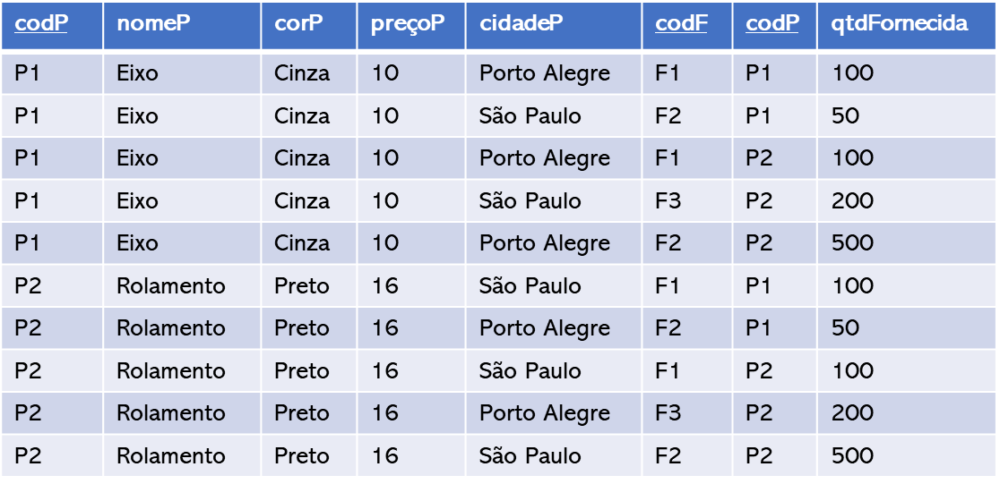 codP nomeP corP preçoP cidadeP codF codP qtdFornecida
P1 Eixo Cinza 10 Porto Alegre F1 P1 100
P1 Eixo Cinza 10 São Paulo F2 P1 50
P1 Eixo Cinza 10 Porto Alegre F1 P2 100
P1 Eixo Cinza 10 São Paulo F3 P2 200
P1 Eixo Cinza 10 Porto Alegre F2 P2 500
P2 Rolamento Preto 16 São Paulo F1 P1 100
P2 Rolamento Preto 16 Porto Alegre F2 P1 50
P2 Rolamento Preto 16 São Paulo F1 P2 100
P2 Rolamento Preto 16 Porto Alegre F3 P2 200
P2 Rolamento Preto 16 São Paulo F2 P2 500